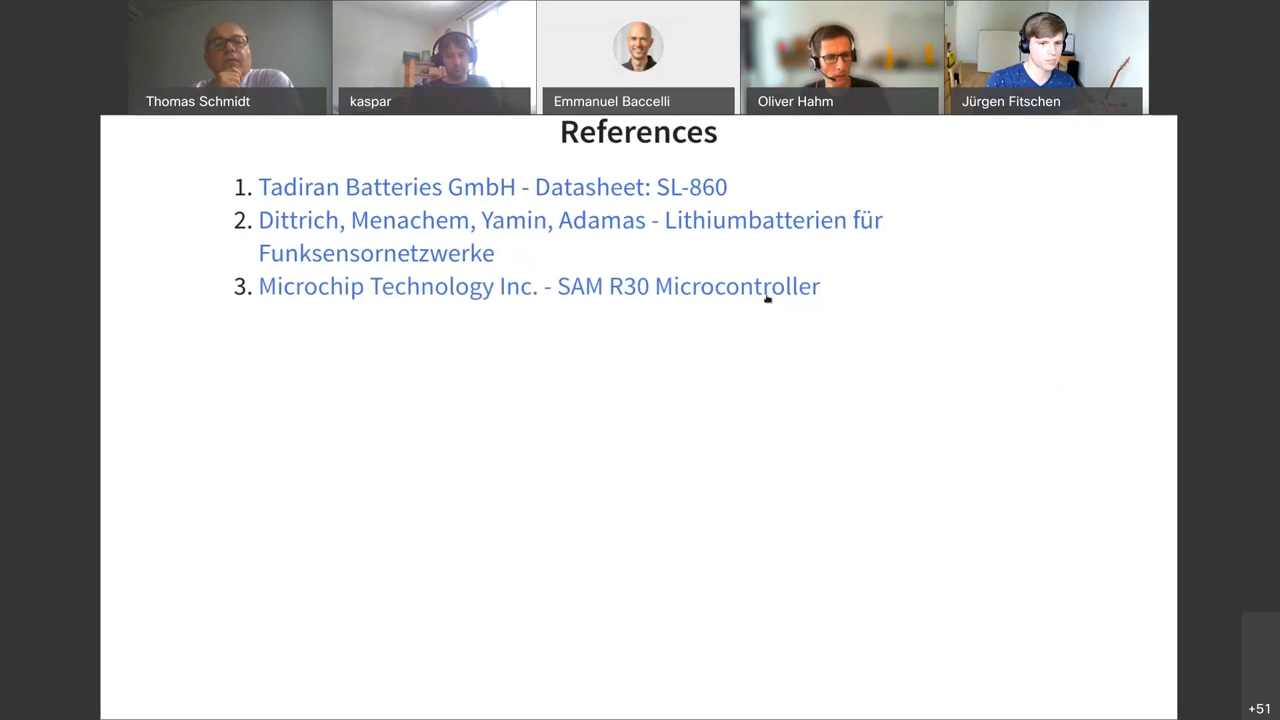 Thomas Schmidt
kaspar
Emmanuel Baccelli
Oliver Hahm
Jürgen Fitschen
References
1. Tadiran Batteries GmbH - Datasheet: SL-860
2. Dittrich, Menachem, Yamin, Adamas - Lithiumbatterien für
Funksensornetzwerke
3. Microchip Technology Inc. - SAM R30 Microcontroller
+51